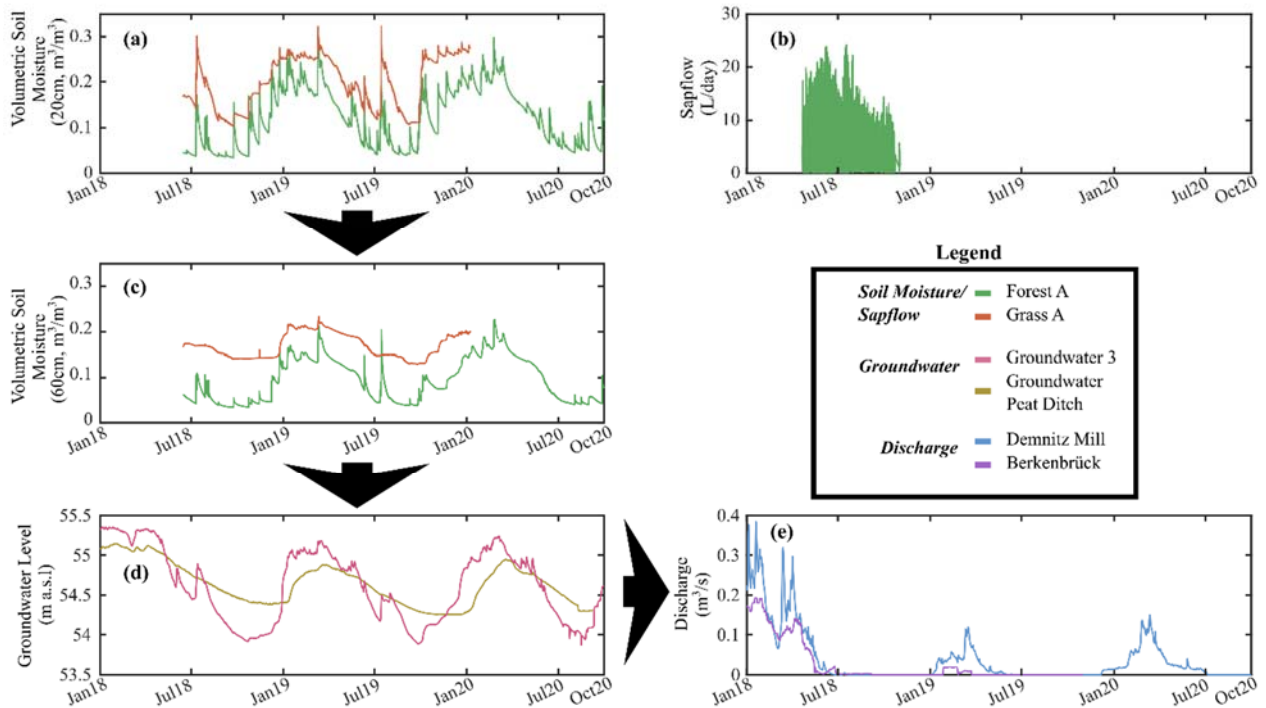 Volumetric Soil
Moisture
(20cm, m³/m³)
0.3
0.2
0.1
0
(a)
Jan18
Jul18
Jan19
Jul19
Jan20
Jul20
Oct20
Sapflow
(L/day)
30
20
10
0
(b)
Jan18
Jul18
Jan19
Jul19
Jan20
Jul20
Oct20
Volumetric Soil
Moisture
(60cm, m³/m³)
0.3
0.2
0.1
0
(c)
Jan18
Jul18
Jan19
Jul19
Jan20
Jul20
Oct20
Legend
Soil Moisture/
Sapflow
Forest A
Grass A
Groundwater
Groundwater 3
Groundwater
Peat Ditch
Discharge
Demnitz Mill
Berkenbrück
Groundwater Level
(m a.s.l)
55.5
55
54.5
54
53.5
(d)
Jan18
Jul18
Jan19
Jul19
Jan20
Jul20
Oct20
Discharge
(m³/s)
0.4
0.3
0.2
0.1
0
(e)
Jan18
Jul18
Jan19
Jul19
Jan20
Jul20
Oct20